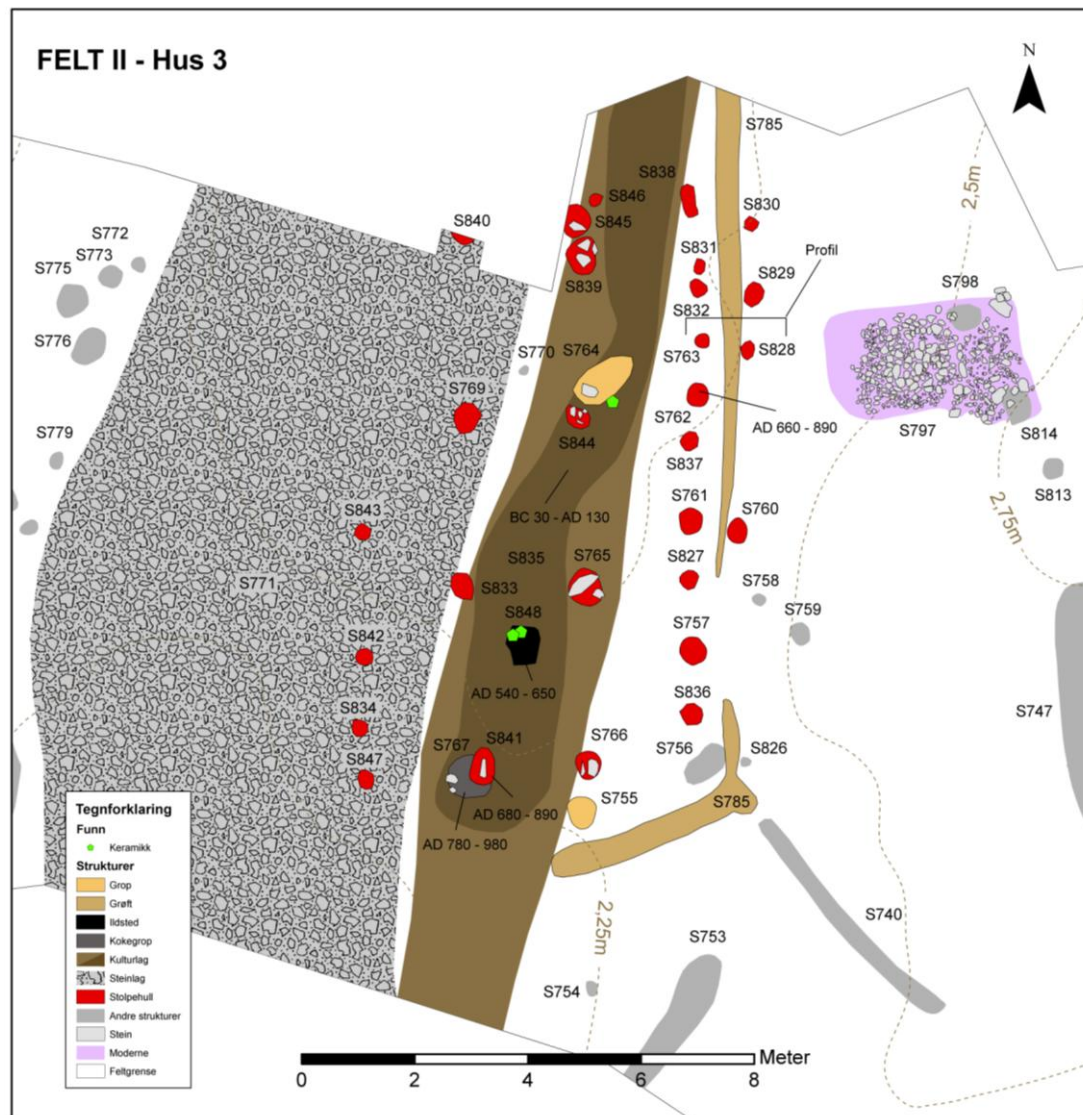 FELT II - Hus 3
N
S785
S838
S846
S772
S840
S845
S830
2,5m
S773
S831
Profil
S775
S839
S829
S798
S776
S832
S764
S770
S763
S828
S769
S779
S762
AD 660 - 890
S797
S814
S844
S837
S813
BC 30 - AD 130
S761
S760
S843
2,75m
S835
S765
S827
S771
S833
S758
S759
S848
S757
S842
AD 540 - 650
S836
S834
S767
S841
S766
S756
S826
S747
S847
S755
S785
AD 680 - 890
AD 780 - 980
S740
2,25m
S753
S754
Tegnforklaring
Funn
Keramikk
Strukturer
Grop
Grøft
Ildsted
Kokegrop
Kulturlag
Steinlag
Stolpehull
Andre strukturer
Stein
Moderne
Feltgrense
Meter
0 2 4 6 8